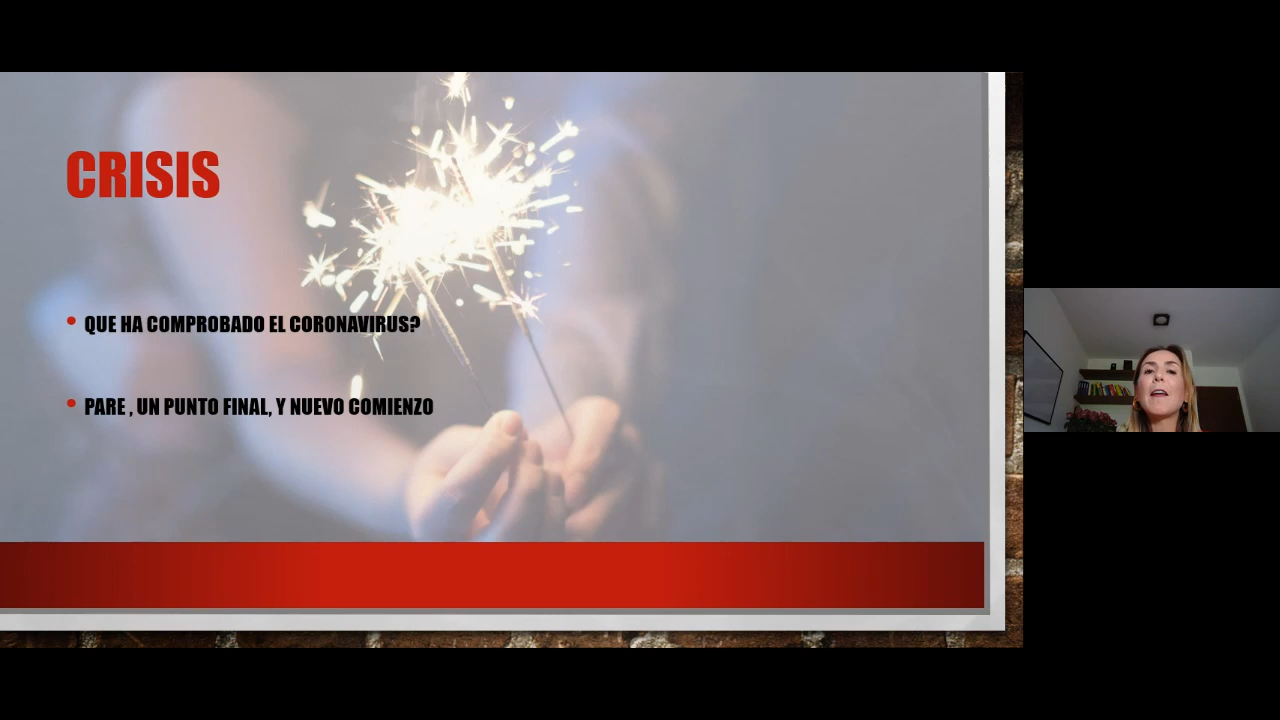 CRISIS
QUE HA COMPROBADO EL CORONAVIRUS?
PARE , UN PUNTO FINAL, Y NUEVO COMIENZO